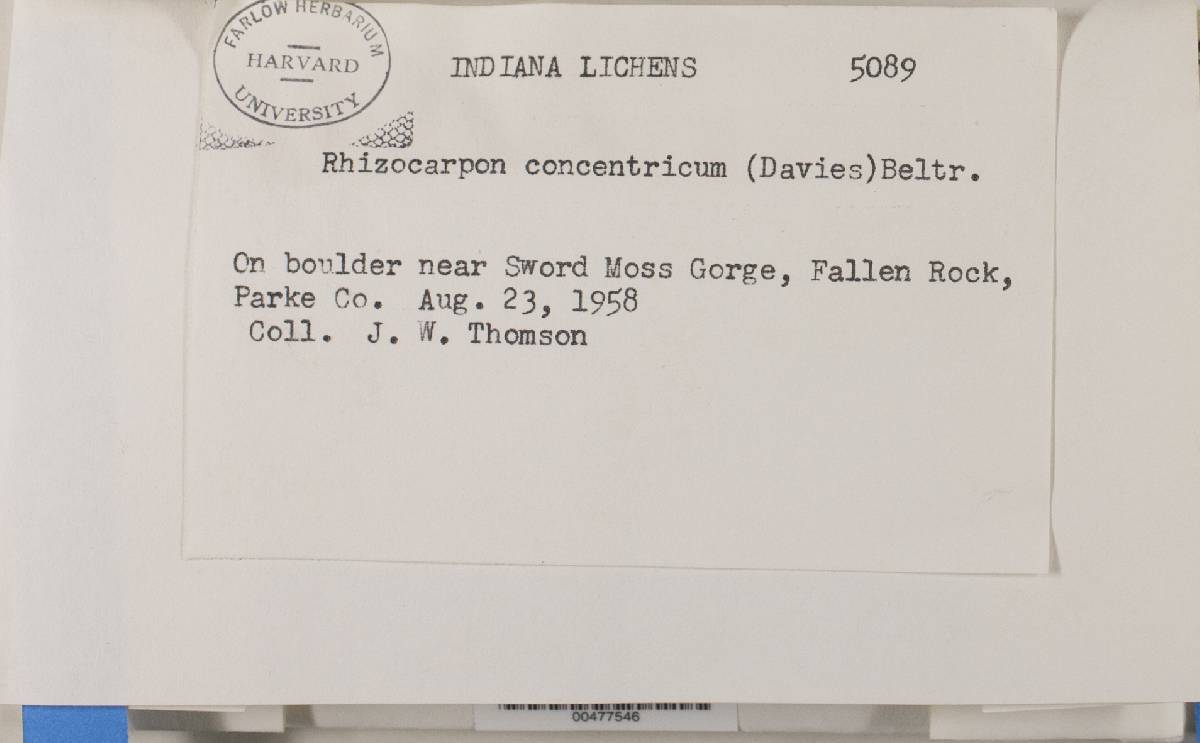 FARLOW HERBARIUM
HARVARD
UNIVERSITY
INDIANA LICHENS 5089
Rhizocarpon concentricum (Davies)Beltr.
On boulder near Sword Moss Gorge, Fallen Rock,
Parke Co. Aug. 23, 1958
Coll. J. W. Thomson
00477546